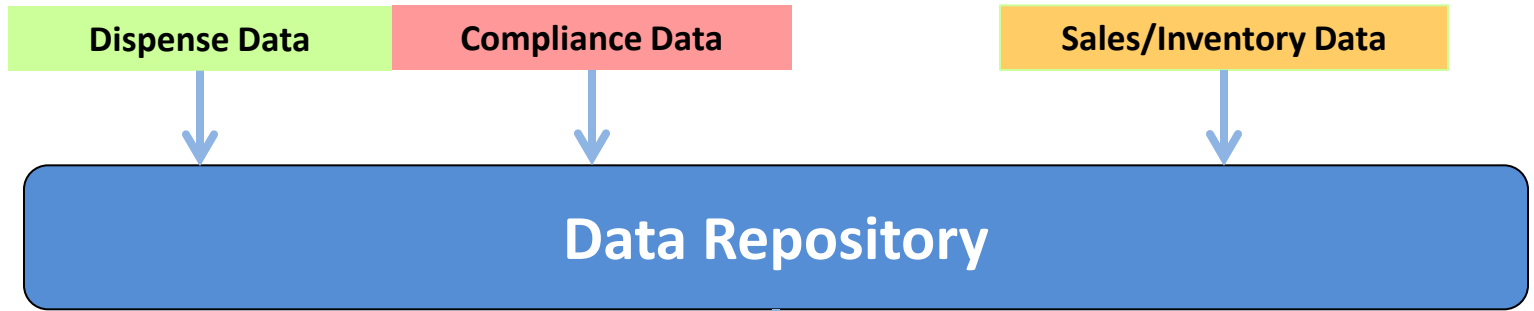 Dispense Data
Compliance Data
Sales/Inventory Data
Data Repository